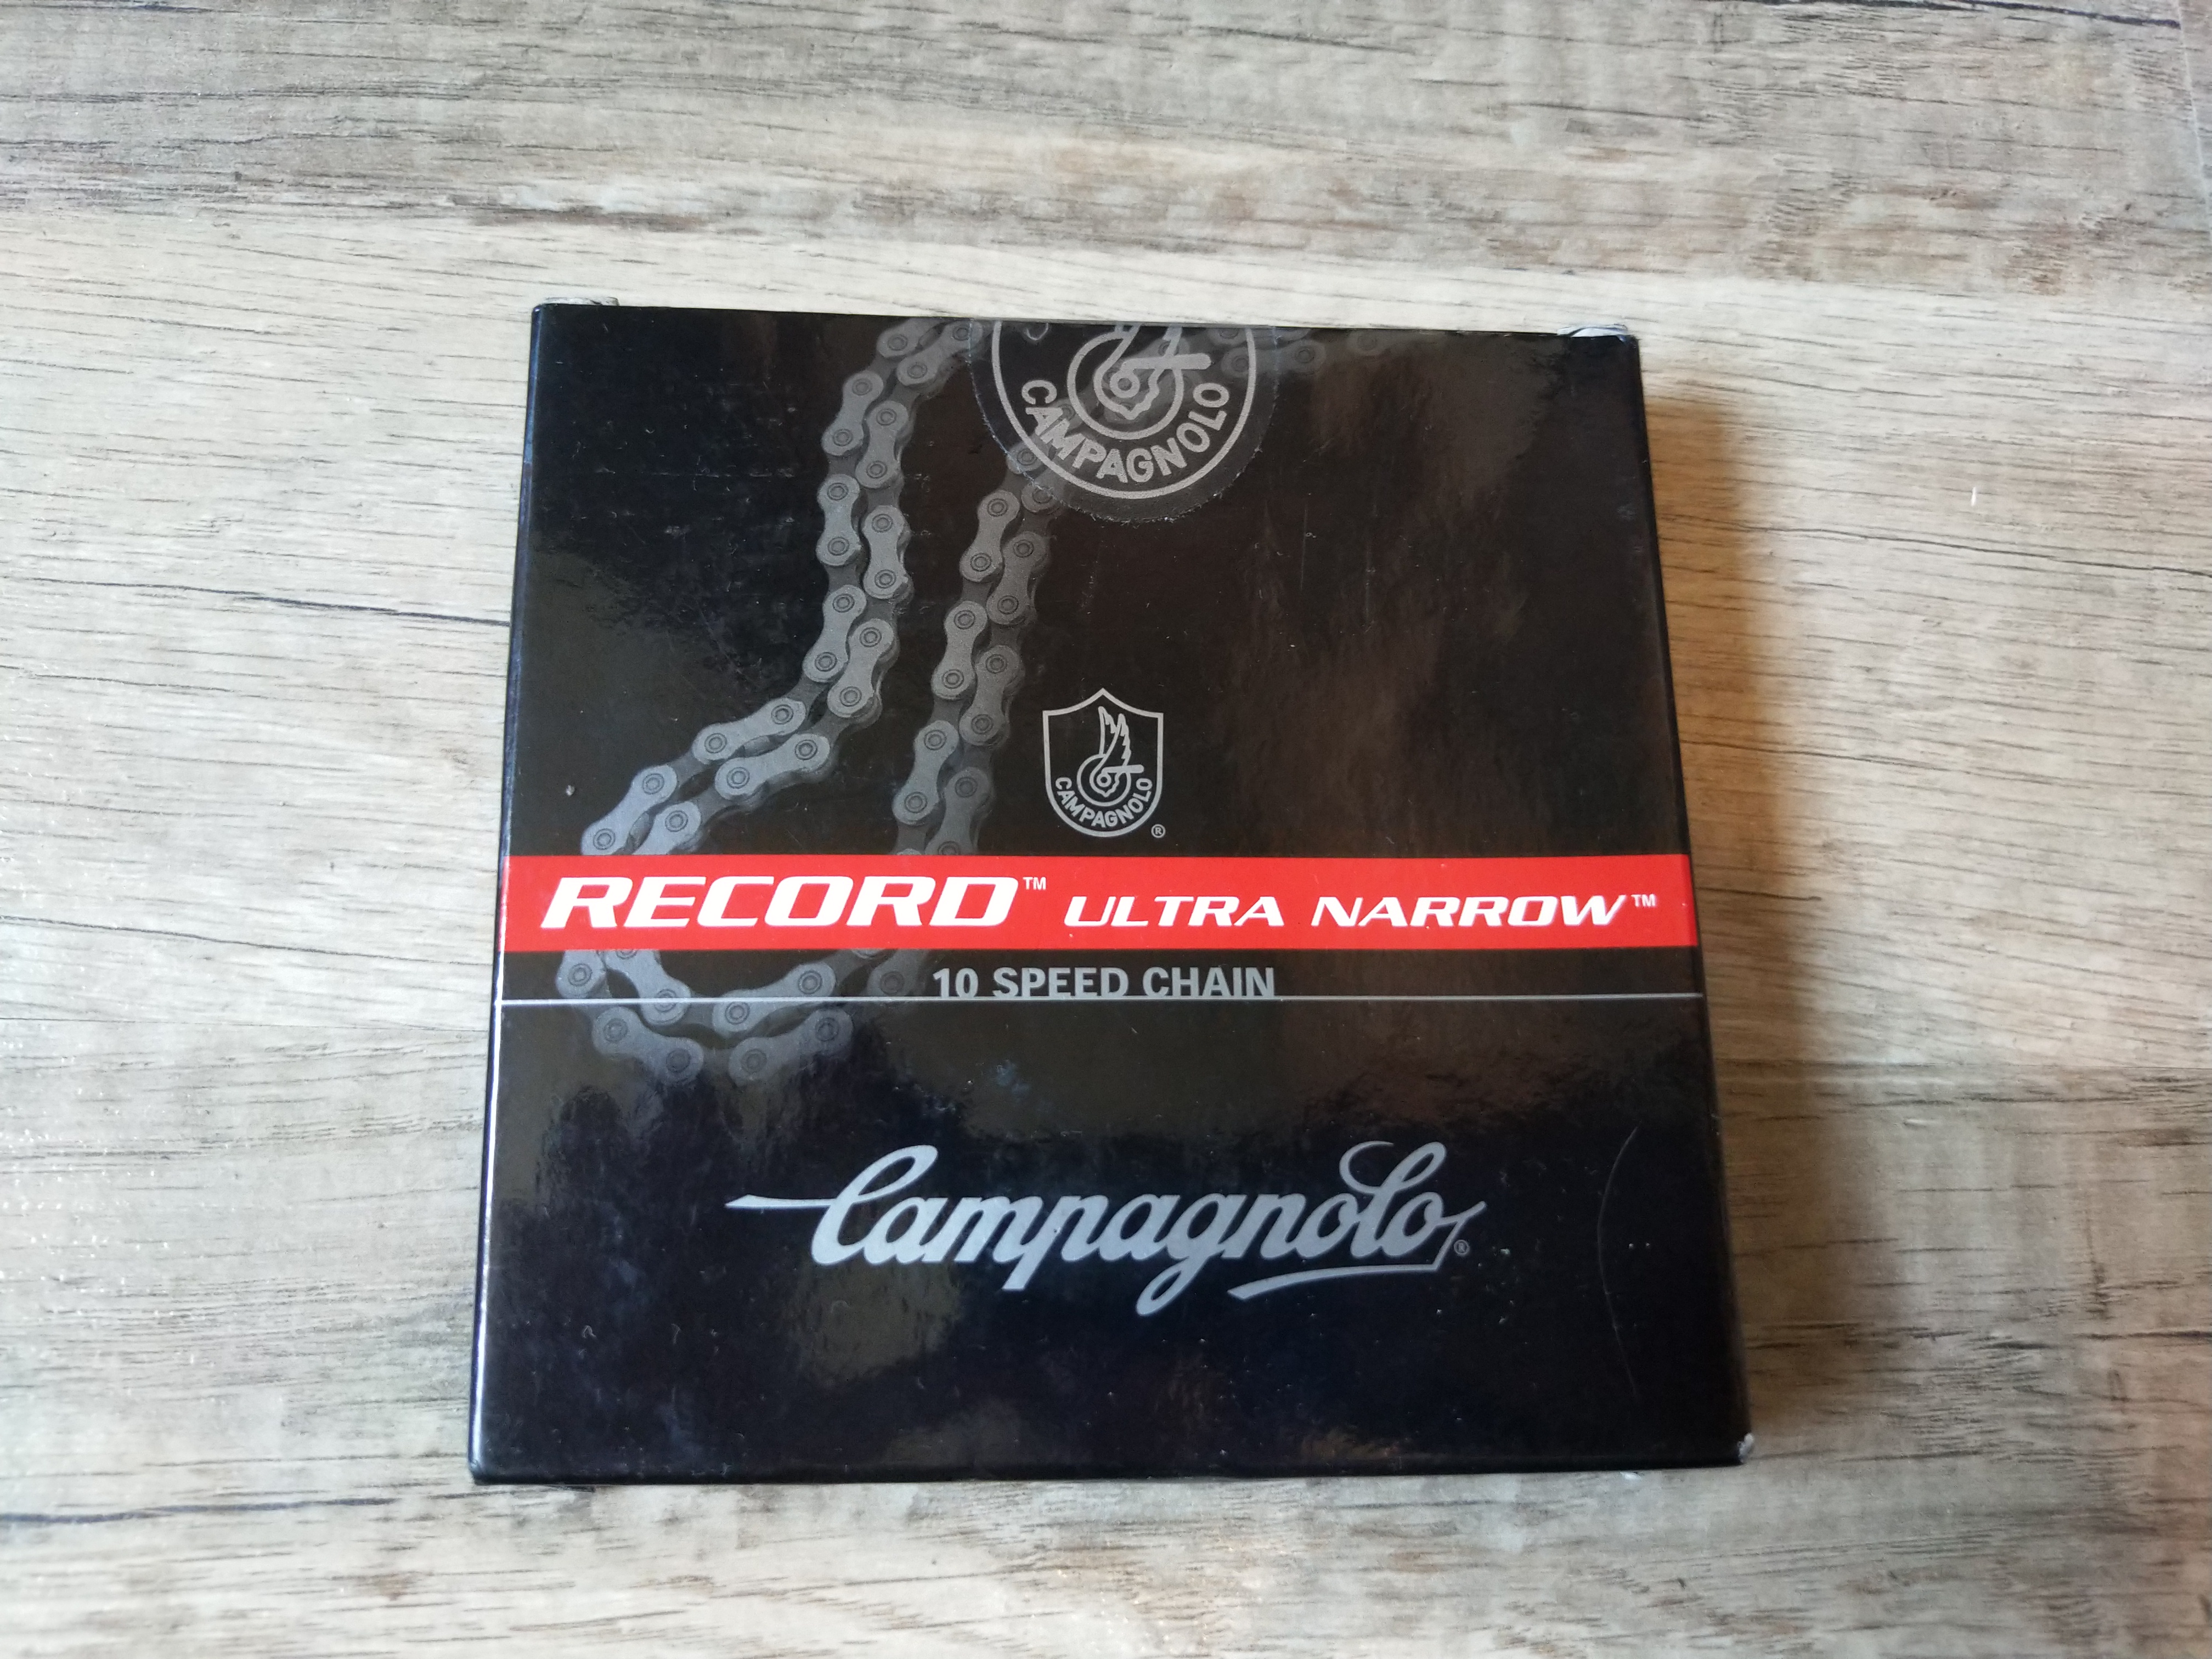 CAMPAGNOLO
CAMPAGNOLO
®
RECORD™ ULTRA NARROW™
10 SPEED CHAIN
Campagnolo®